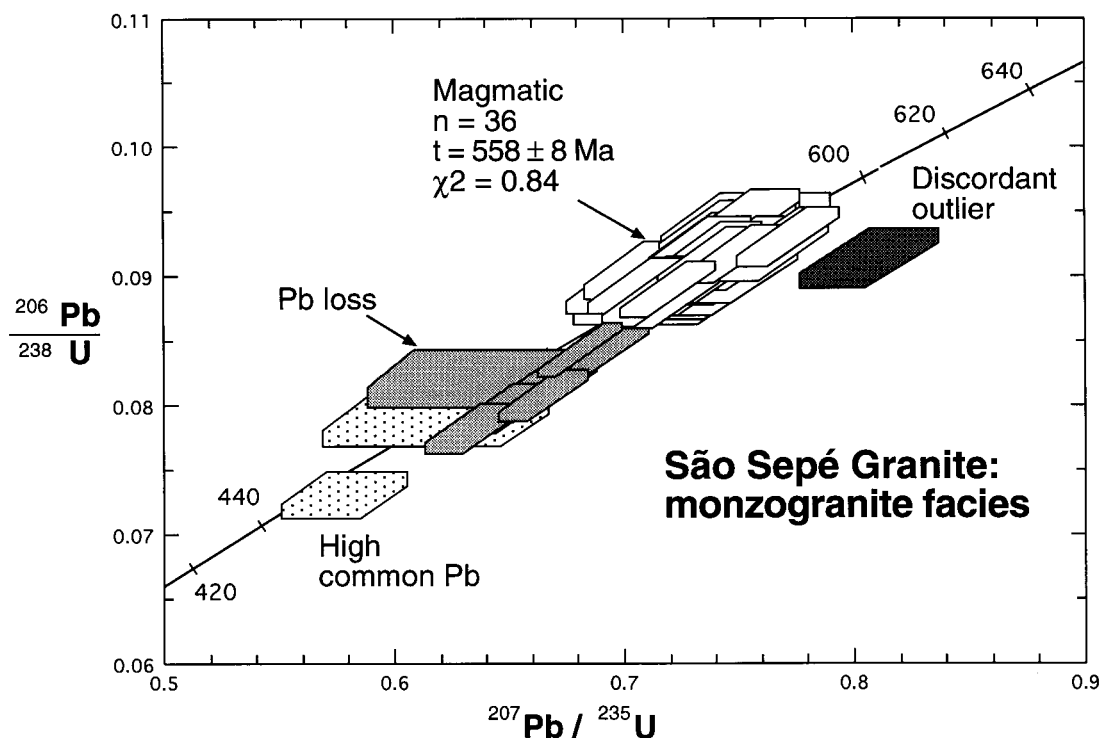 0.11
0.10
0.09
0.08
0.07
0.06
206 Pb
238 U
Magmatic
n = 36
t = 558 ± 8 Ma
χ2 = 0.84
640
620
600
Discordant
outlier
Pb loss
440
420
High
common Pb
São Sepé Granite:
monzogranite facies
0.5
0.6
0.7
0.8
0.9
207 Pb / 235 U